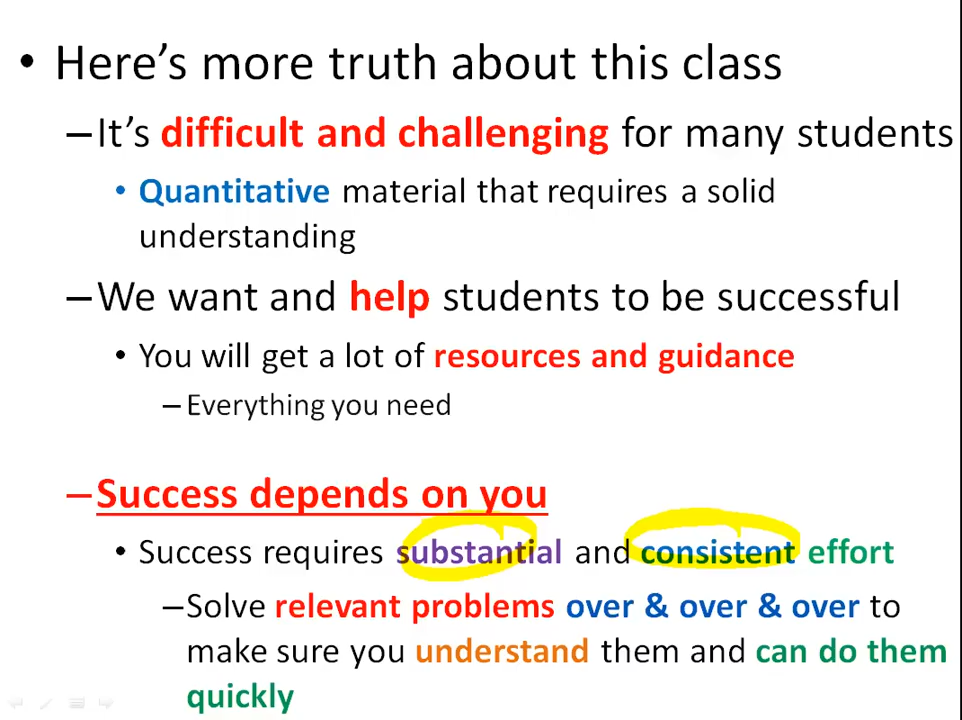 • Here's more truth about this class
–It's difficult and challenging for many students
• Quantitative material that requires a solid
understanding
–We want and help students to be successful
• You will get a lot of resources and guidance
–Everything you need
–Success depends on you
• Success requires substantial and consistent effort
–Solve relevant problems over & over & over to
make sure you understand them and can do them
quickly